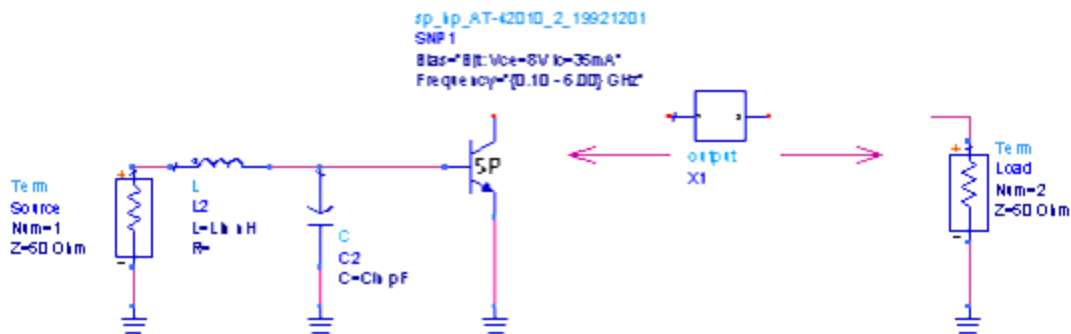 sp_hp_AT-42010_2_19921201
SNP1
Bias="Bjt: Vce=8V Ic=35mA"
Frequency="{0.10 - 6.00} GHz"
SP
output
X1
Term
Source
Num=1
Z=50 Ohm
L
L2
R=
C
C2
Term
Load
Num=2
Z=50 Ohm